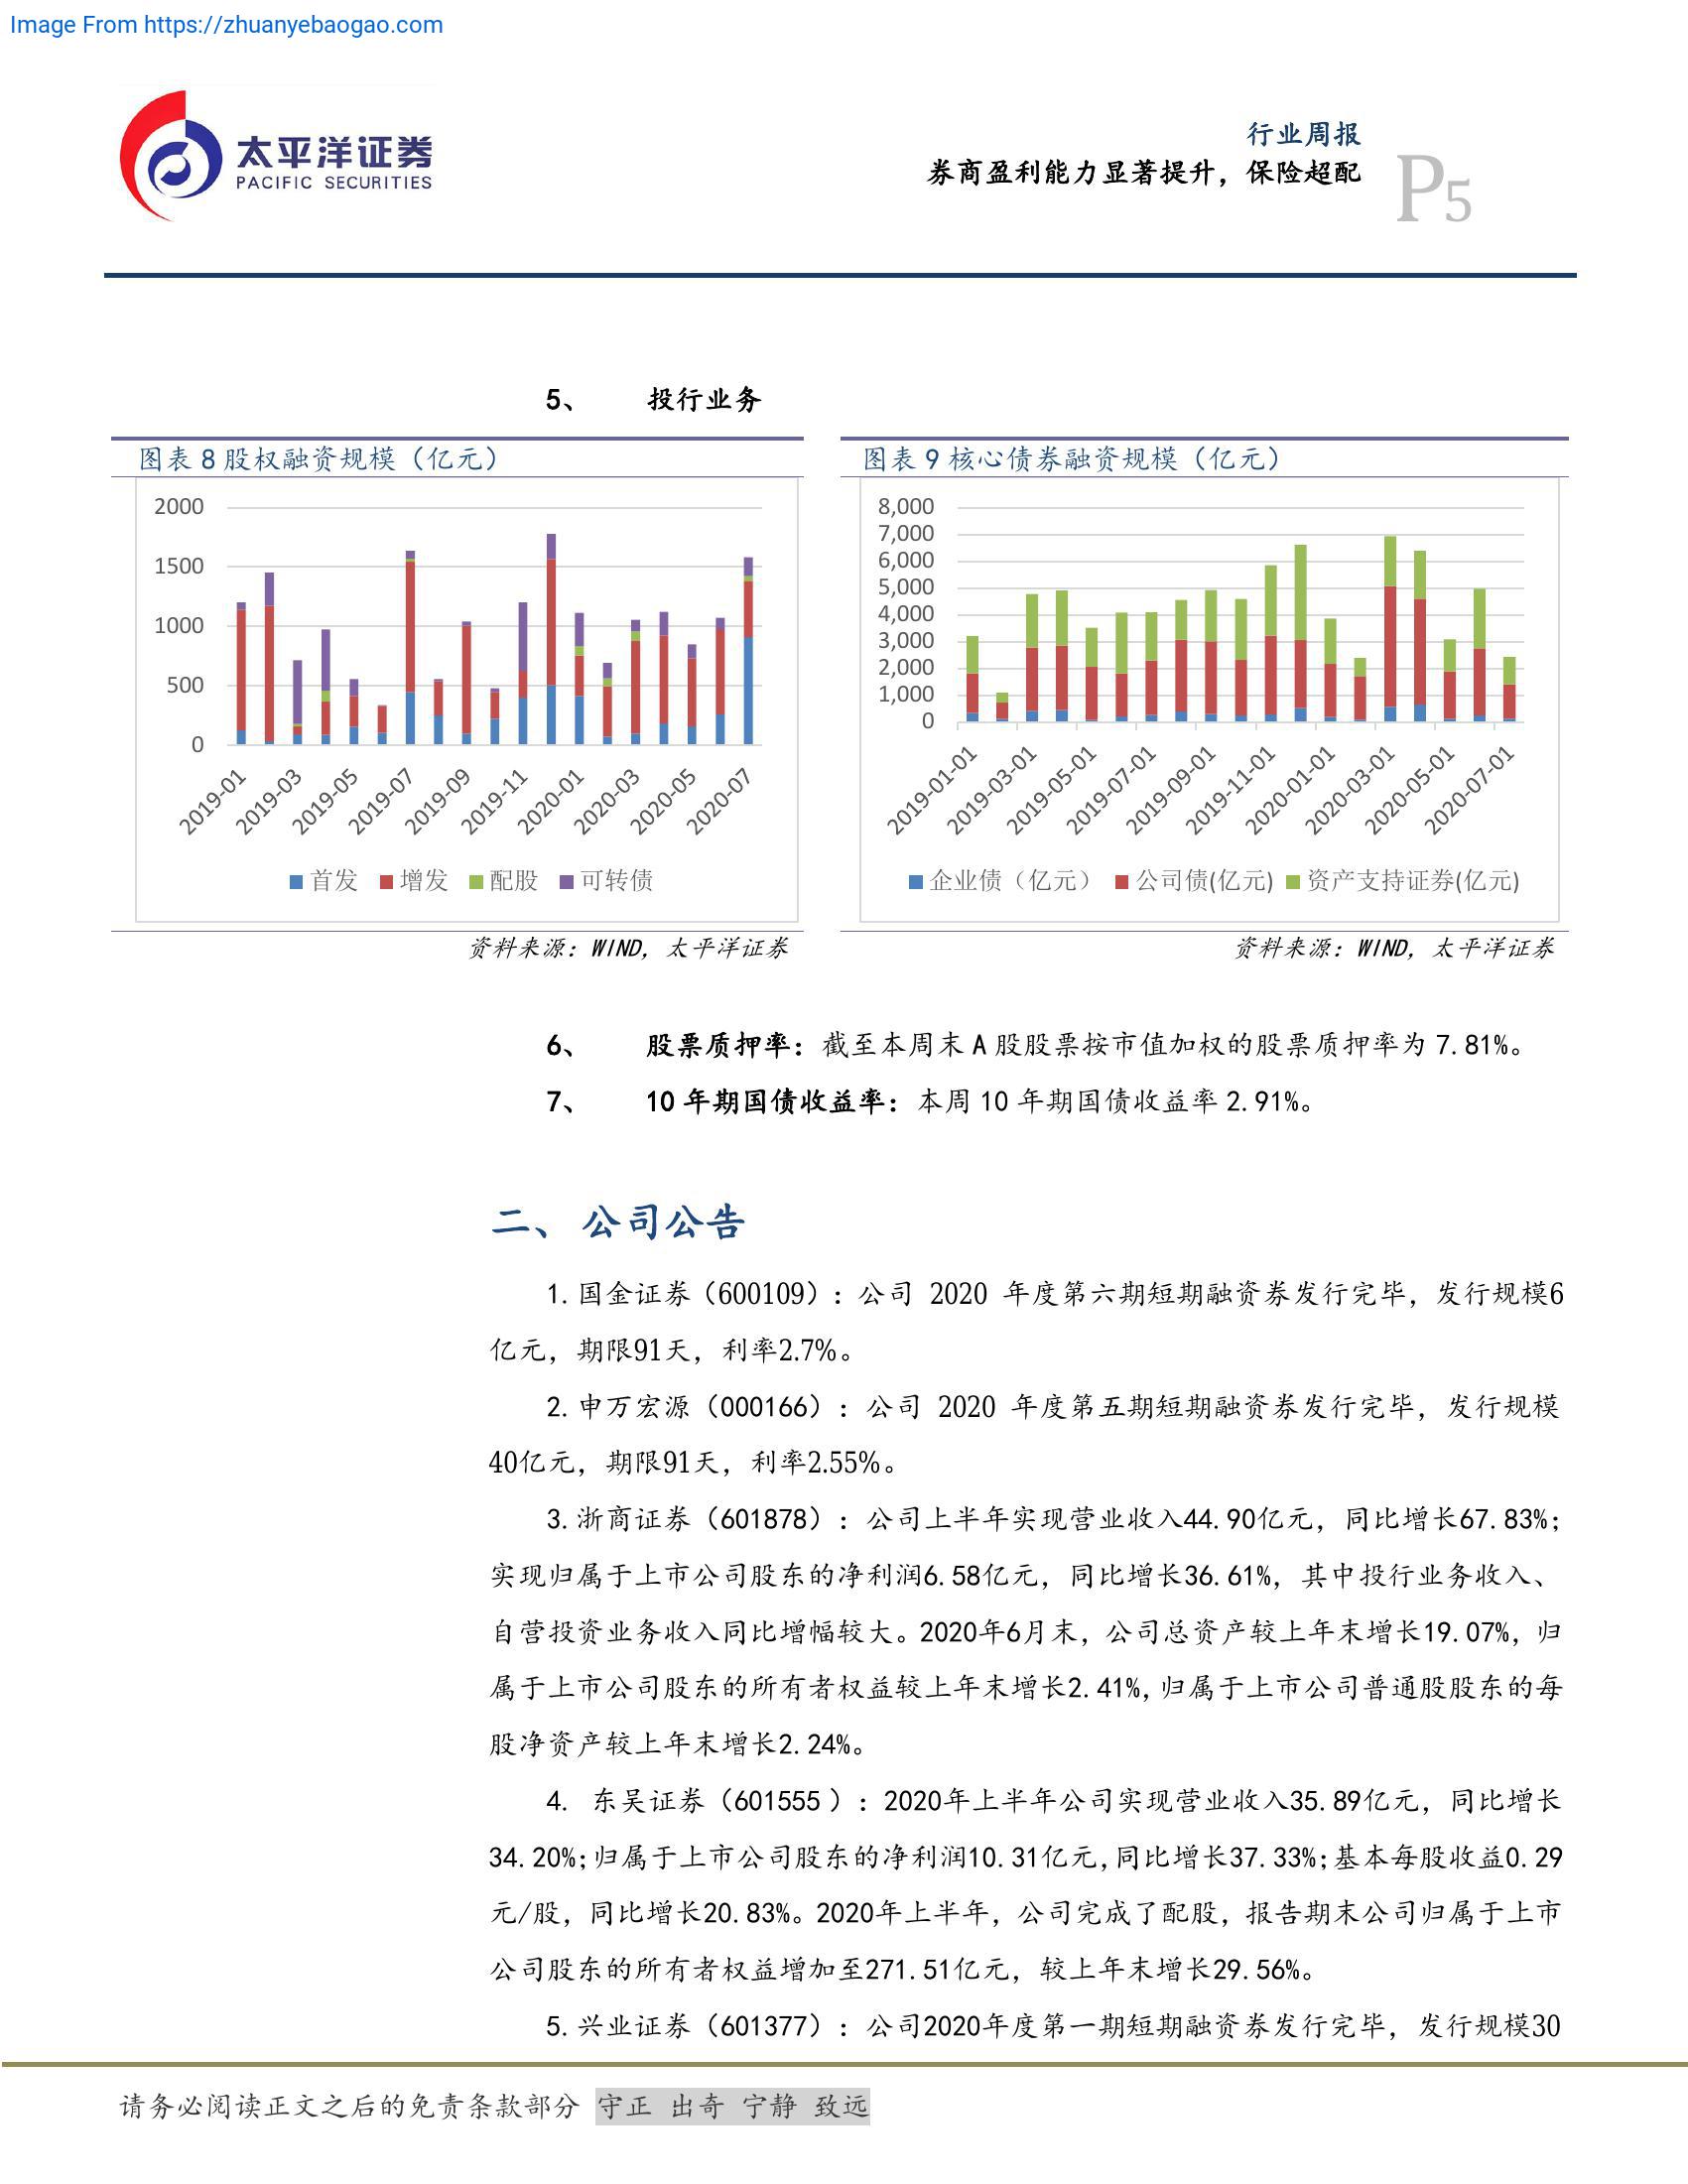 Image From https://zhuanyebaogao.com
太平洋证券
PACIFIC SECURITIES
行业周报
券商盈利能力显著提升，保险超配
P5
5、 投行业务
图表 8 股权融资规模（亿元）
2000
1500
1000
500
0
2019-01
2019-03
2019-05
2019-07
2019-09
2019-11
2020-01
2020-03
2020-05
2020-07
首发 增发 配股 可转债
资料来源：WIND，太平洋证券
图表 9 核心债券融资规模（亿元）
8,000
7,000
6,000
5,000
4,000
3,000
2,000
1,000
0
2019-01-01
2019-03-01
2019-05-01
2019-07-01
2019-09-01
2019-11-01
2020-01-01
2020-03-01
2020-05-01
2020-07-01
企业债（亿元） 公司债(亿元) 资产支持证券(亿元)
资料来源：WIND，太平洋证券
6、 股票质押率：截至本周末 A 股股票按市值加权的股票质押率为 7.81%。
7、 10 年期国债收益率：本周 10 年期国债收益率 2.91%。
二、 公司公告
1.国金证券（600109）：公司 2020 年度第六期短期融资券发行完毕，发行规模6
亿元，期限91天，利率2.7%。
2.申万宏源（000166）：公司 2020 年度第五期短期融资券发行完毕，发行规模
40亿元，期限91天，利率2.55%。
3.浙商证券（601878）：公司上半年实现营业收入44.90亿元，同比增长67.83%；
实现归属于上市公司股东的净利润6.58亿元，同比增长36.61%，其中投行业务收入、
自营投资业务收入同比增幅较大。2020年6月末，公司总资产较上年末增长19.07%，归
属于上市公司股东的所有者权益较上年末增长2.41%,归属于上市公司普通股股东的每
股净资产较上年末增长2.24%。
4. 东吴证券（601555 ）：2020年上半年公司实现营业收入35.89亿元，同比增长
34.20%;归属于上市公司股东的净利润10.31亿元,同比增长37.33%;基本每股收益0.29
元/股，同比增长20.83%。2020年上半年，公司完成了配股，报告期末公司归属于上市
公司股东的所有者权益增加至271.51亿元，较上年末增长29.56%。
5.兴业证券（601377）：公司2020年度第一期短期融资券发行完毕，发行规模30
请务必阅读正文之后的免责条款部分 守正 出奇 宁静 致远